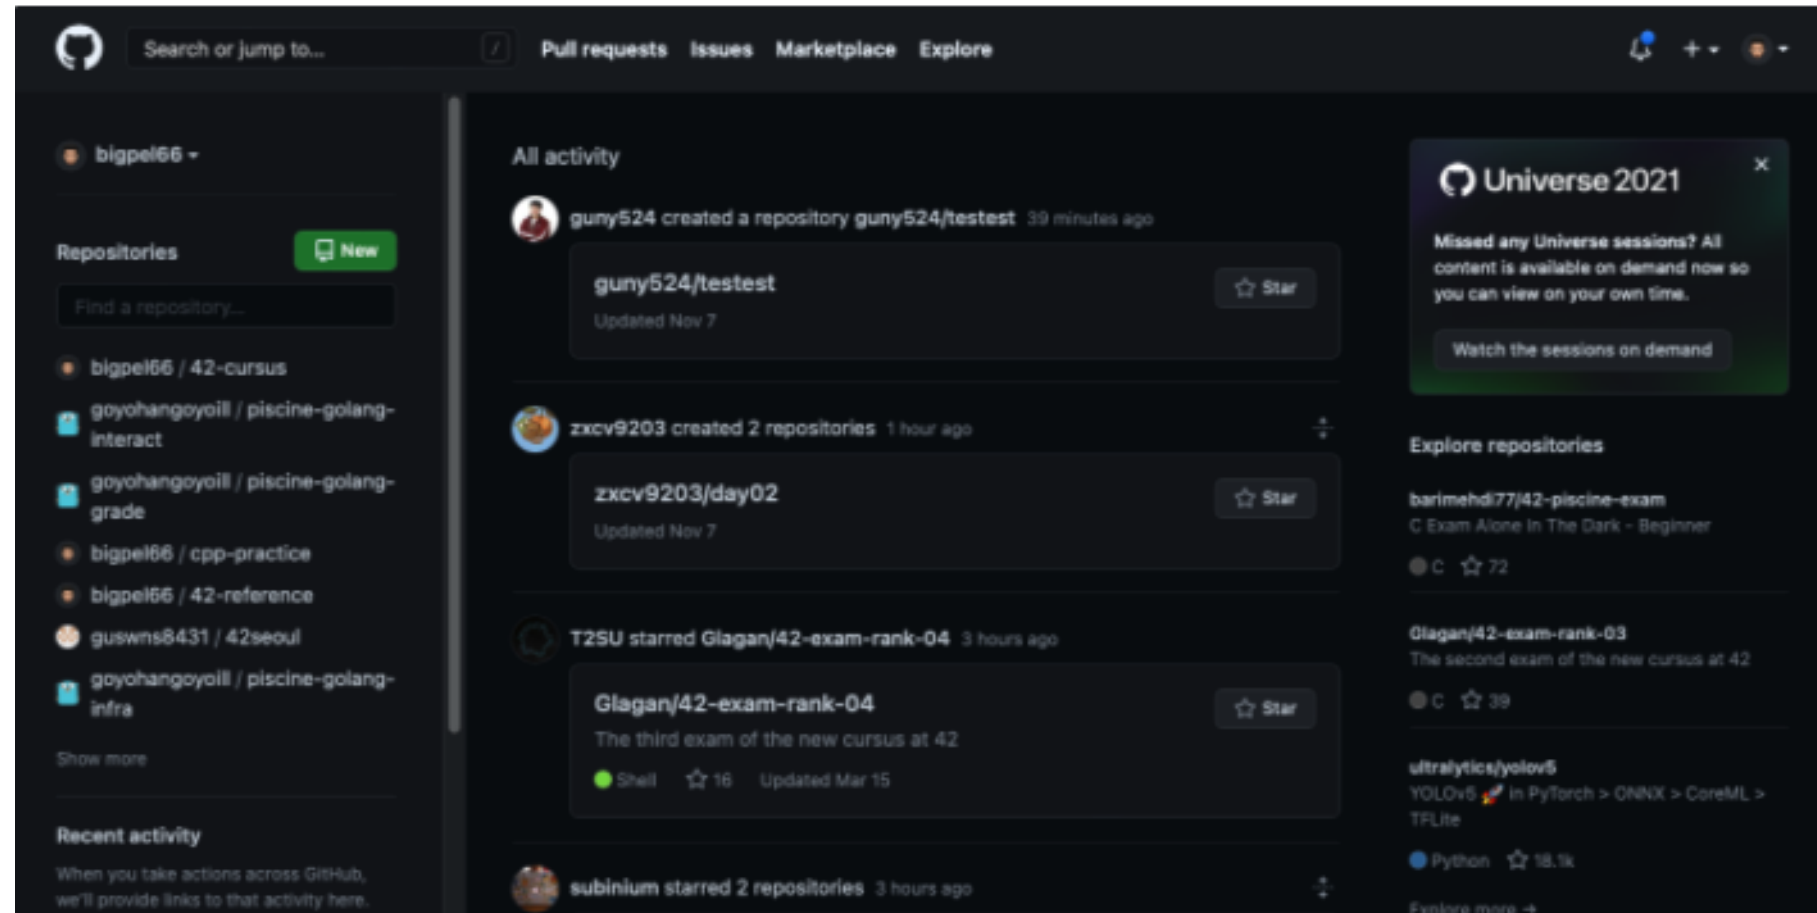 Search or jump to... /
Pull requests Issues Marketplace Explore
bigpel66
Repositories
New
Find a repository...
bigpel66 / 42-cursus
goyohangoyoill / piscine-golang-
interact
goyohangoyoill / piscine-golang-
grade
bigpel66 / cpp-practice
bigpel66 / 42-reference
guswns8431 / 42seoul
goyohangoyoill / piscine-golang-
infra
Show more
Recent activity
When you take actions across GitHub,
we'll provide links to that activity here.
All activity
guny524 created a repository guny524/testest 39 minutes ago
guny524/testest
Star
Updated Nov 7
zxcv9203 created 2 repositories 1 hour ago
zxcv9203/day02
Star
Updated Nov 7
T2SU starred Glagan/42-exam-rank-04 3 hours ago
Glagan/42-exam-rank-04
Star
The third exam of the new cursus at 42
Shell 16 Updated Mar 15
subinium starred 2 repositories 3 hours ago
Universe 2021
Missed any Universe sessions? All
content is available on demand now so
you can view on your own time.
Watch the sessions on demand
Explore repositories
barimehdi77/42-piscine-exam
C Exam Alone In The Dark - Beginner
C 72
Glagan/42-exam-rank-03
The second exam of the new cursus at 42
C 39
ultralytics/yolov5
YOLOv5 🚀 in PyTorch > ONNX > CoreML >
TFLite
Python 18.1k
Explore more →